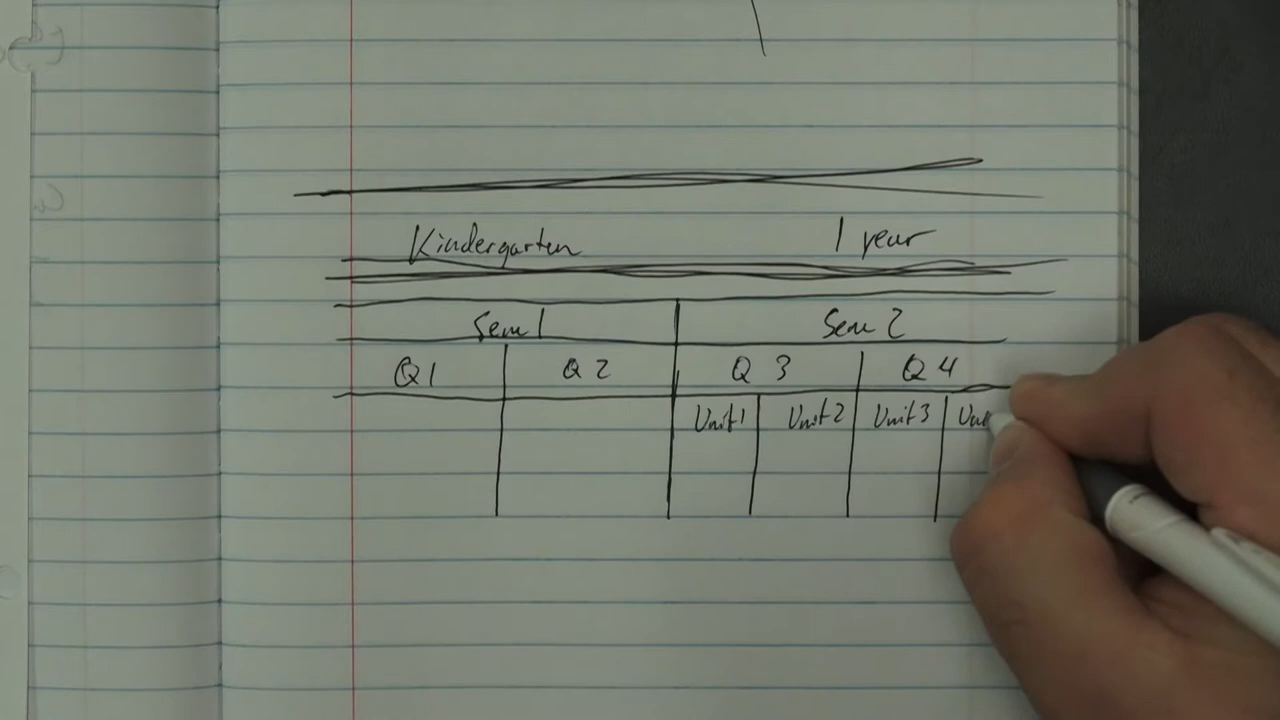 Kindergarten 1 year
Sem 1 Sem 2
Q1 Q2 Q3 Q4
Unit 1 Unit 2 Unit 3